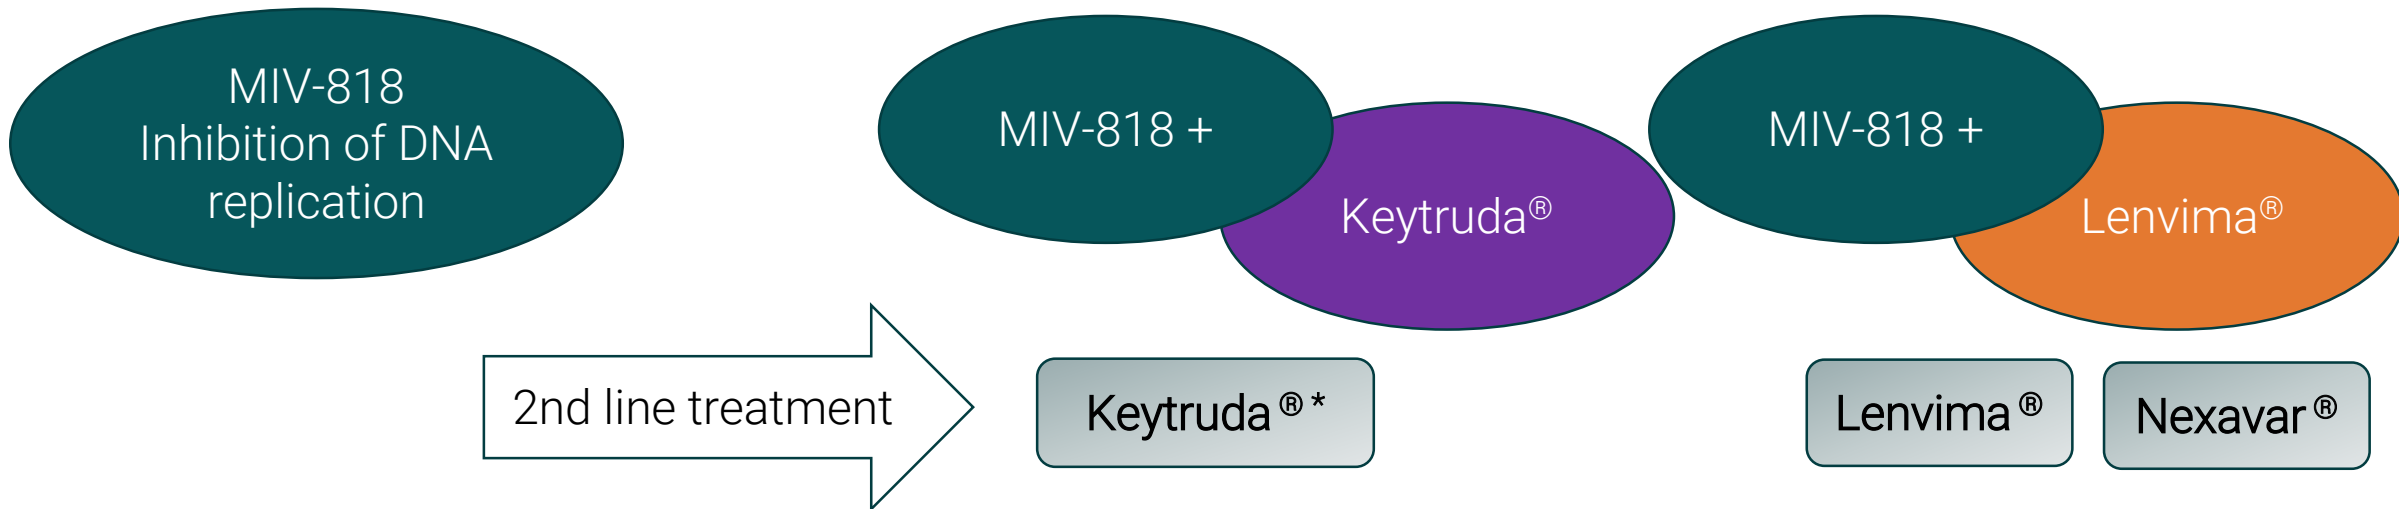 MIV-818
Inhibition of DNA
replication
MIV-818 +
Keytruda®
MIV-818 +
Lenvima®
2nd line treatment
Keytruda ® *
Lenvima ®
Nexavar ®